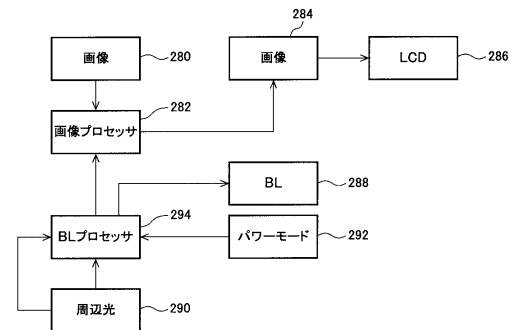 284
画像
280
画像
LCD
286
282
画像プロセッサ
BL
288
294
BLプロセッサ
パワーモード
292
周辺光
290